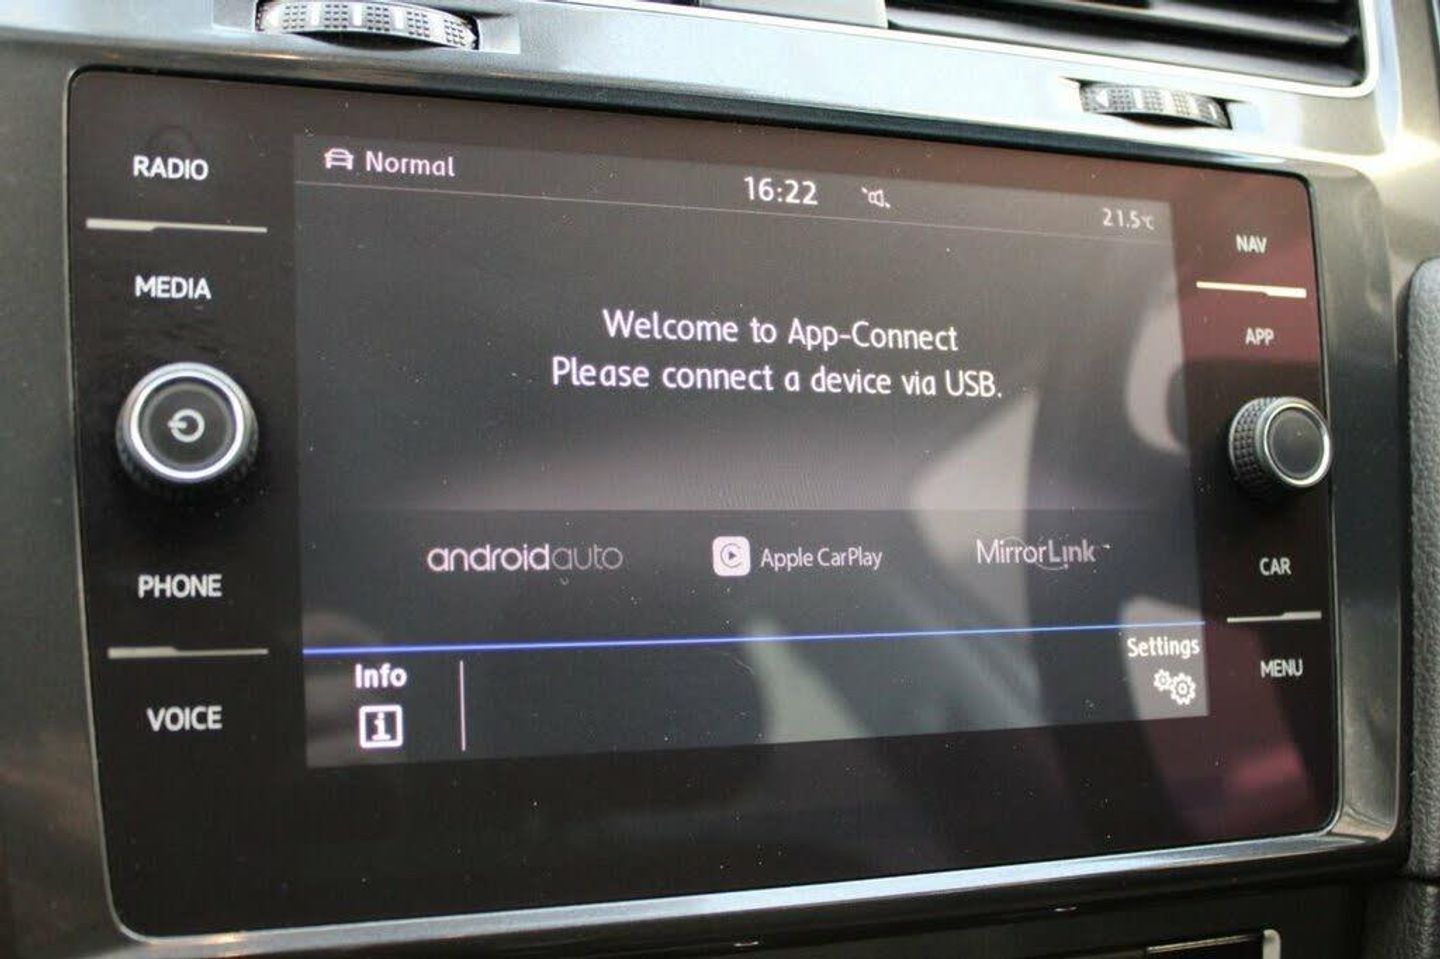 RADIO
MEDIA
PHONE
VOICE
Normal
16:22
21.5°C
Welcome to App-Connect
Please connect a device via USB.
androidauto
Apple CarPlay
MirrorLink™
Info
i
Settings
NAV
APP
CAR
MENU